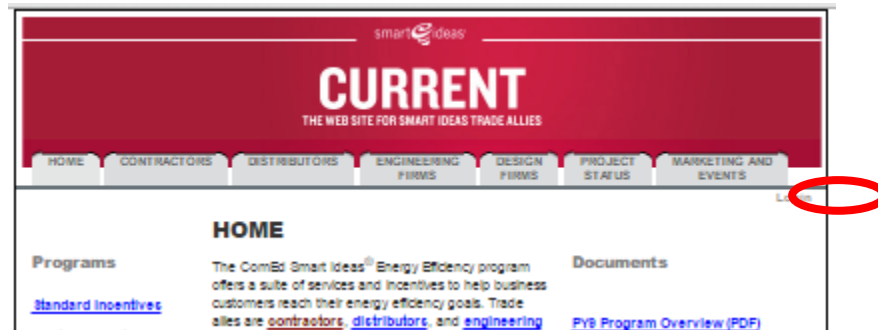 smart ideas
CURRENT
THE WEB SITE FOR SMART IDEAS TRADE ALLIES
HOME CONTRACTORS DISTRIBUTORS ENGINEERING FIRMS DESIGN FIRMS PROJECT STATUS MARKETING AND EVENTS
HOME
Programs
Standard Incentives
The ComEd Smart Ideas® Energy Efficiency program
offers a suite of services and incentives to help business
customers reach their energy efficiency goals. Trade
allies are contractors, distributors, and engineering
Documents
PY8 Program Overview (PDF)